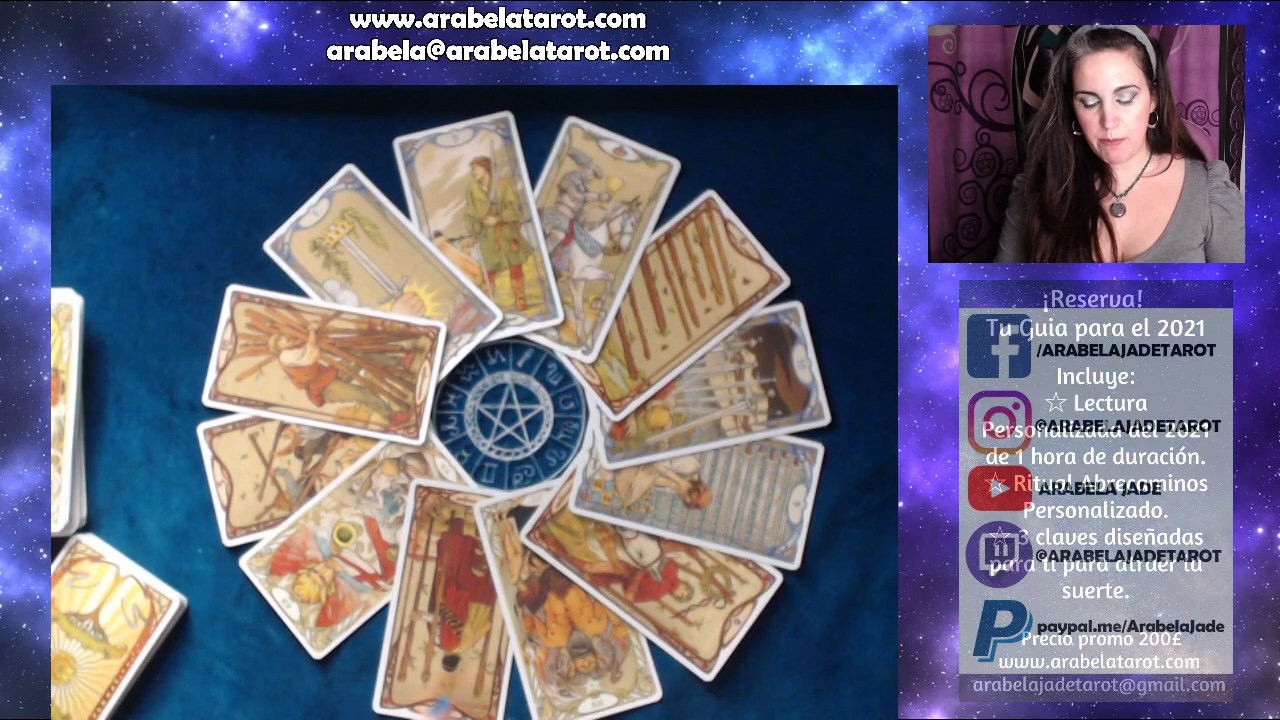 www.arabelatarot.com
arabela@arabelatarot.com
¡Reserva!
Tu Guia para el 2021
/ARABELAJADETAROT
Incluye:
☆ Lectura
@ARABELAJADETAROT
Personalizada del 2021
de 1 hora de duración.
☆ Ritual Abrecaminos
ARABELA JADE
Personalizado.
☆ 3 claves diseñadas
@ARABELAJADETAROT
para ti para atraer la
suerte.
paypal.me/ArabelaJade
Precio promo 200£
www.arabelatarot.com
arabelajadetarot@gmail.com